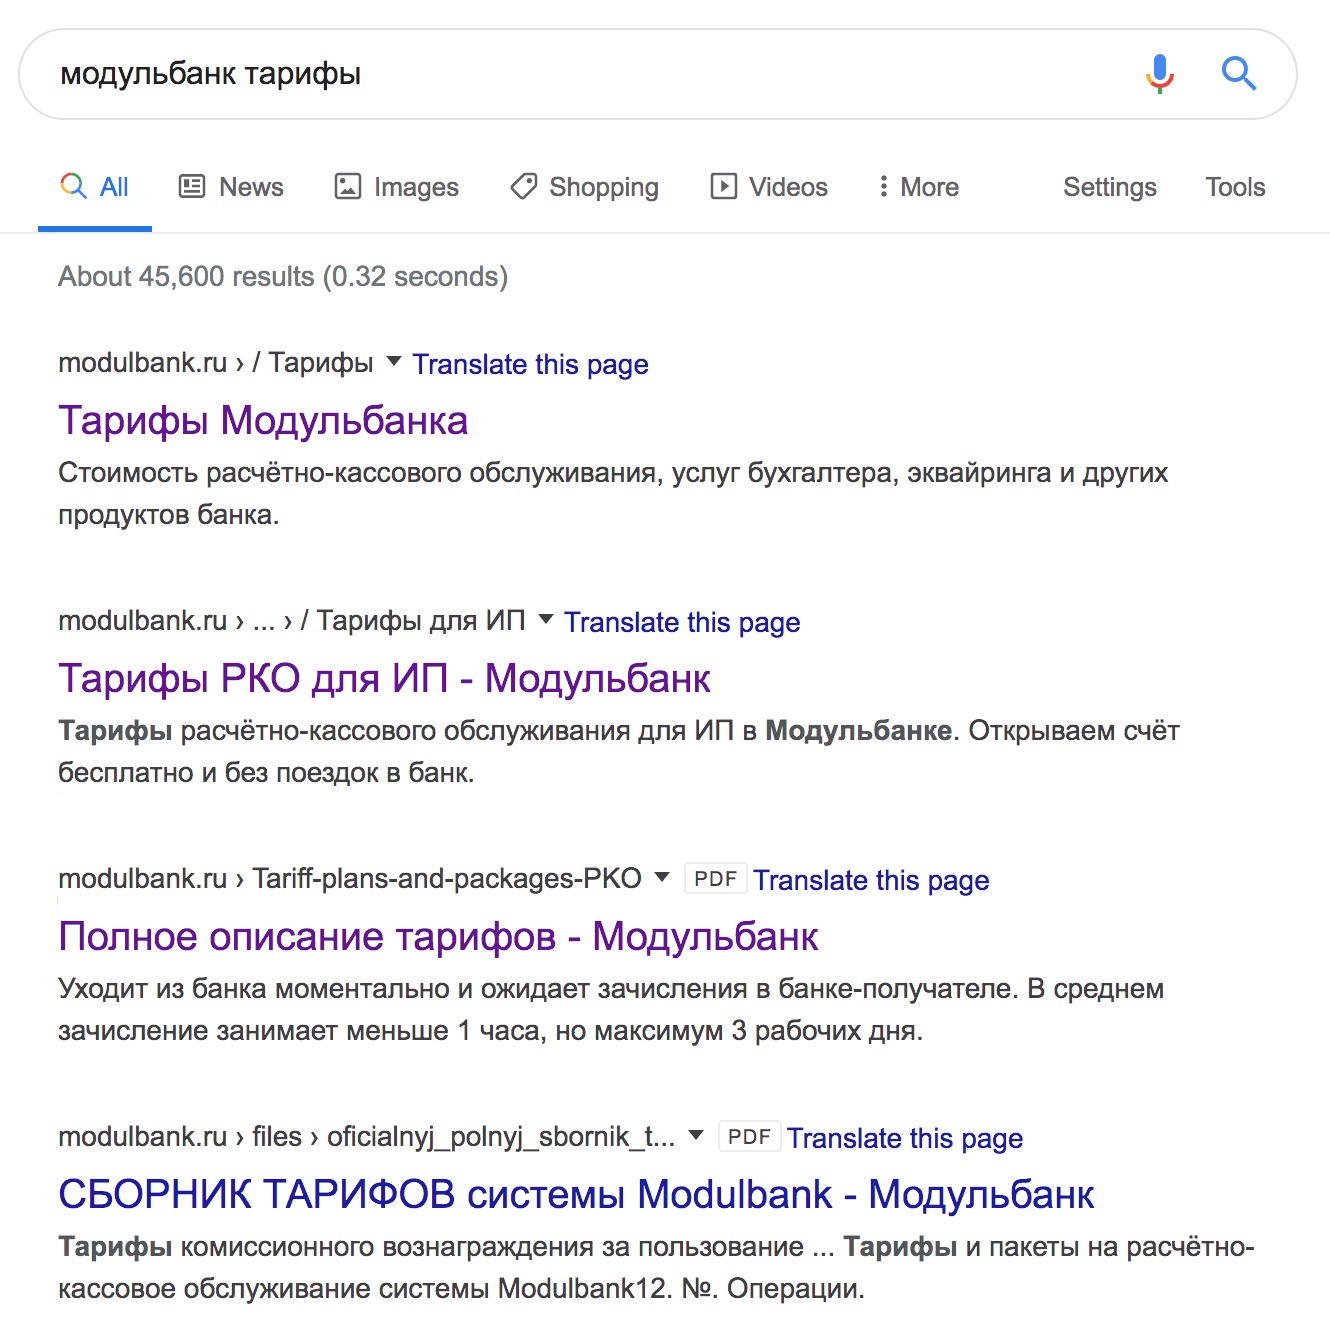 модульбанк тарифы
All News Images Shopping Videos More Settings Tools
About 45,600 results (0.32 seconds)
modulbank.ru › / Тарифы Translate this page
Тарифы Модульбанка
Стоимость расчётно-кассового обслуживания, услуг бухгалтера, эквайринга и других
продуктов банка.
modulbank.ru › ... › / Тарифы для ИП Translate this page
Тарифы РКО для ИП - Модульбанк
Тарифы расчётно-кассового обслуживания для ИП в Модульбанке. Открываем счёт
бесплатно и без поездок в банк.
modulbank.ru › Tariff-plans-and-packages-PKO PDF Translate this page
Полное описание тарифов - Модульбанк
Уходит из банка моментально и ожидает зачисления в банке-получателе. В среднем
зачисление занимает меньше 1 часа, но максимум 3 рабочих дня.
modulbank.ru › files › oficialnyj_polnyj_sbornik_t... PDF Translate this page
СБОРНИК ТАРИФОВ системы Modulbank - Модульбанк
Тарифы комиссионного вознаграждения за пользование ... Тарифы и пакеты на расчётно-
кассовое обслуживание системы Modulbank12. №. Операции.